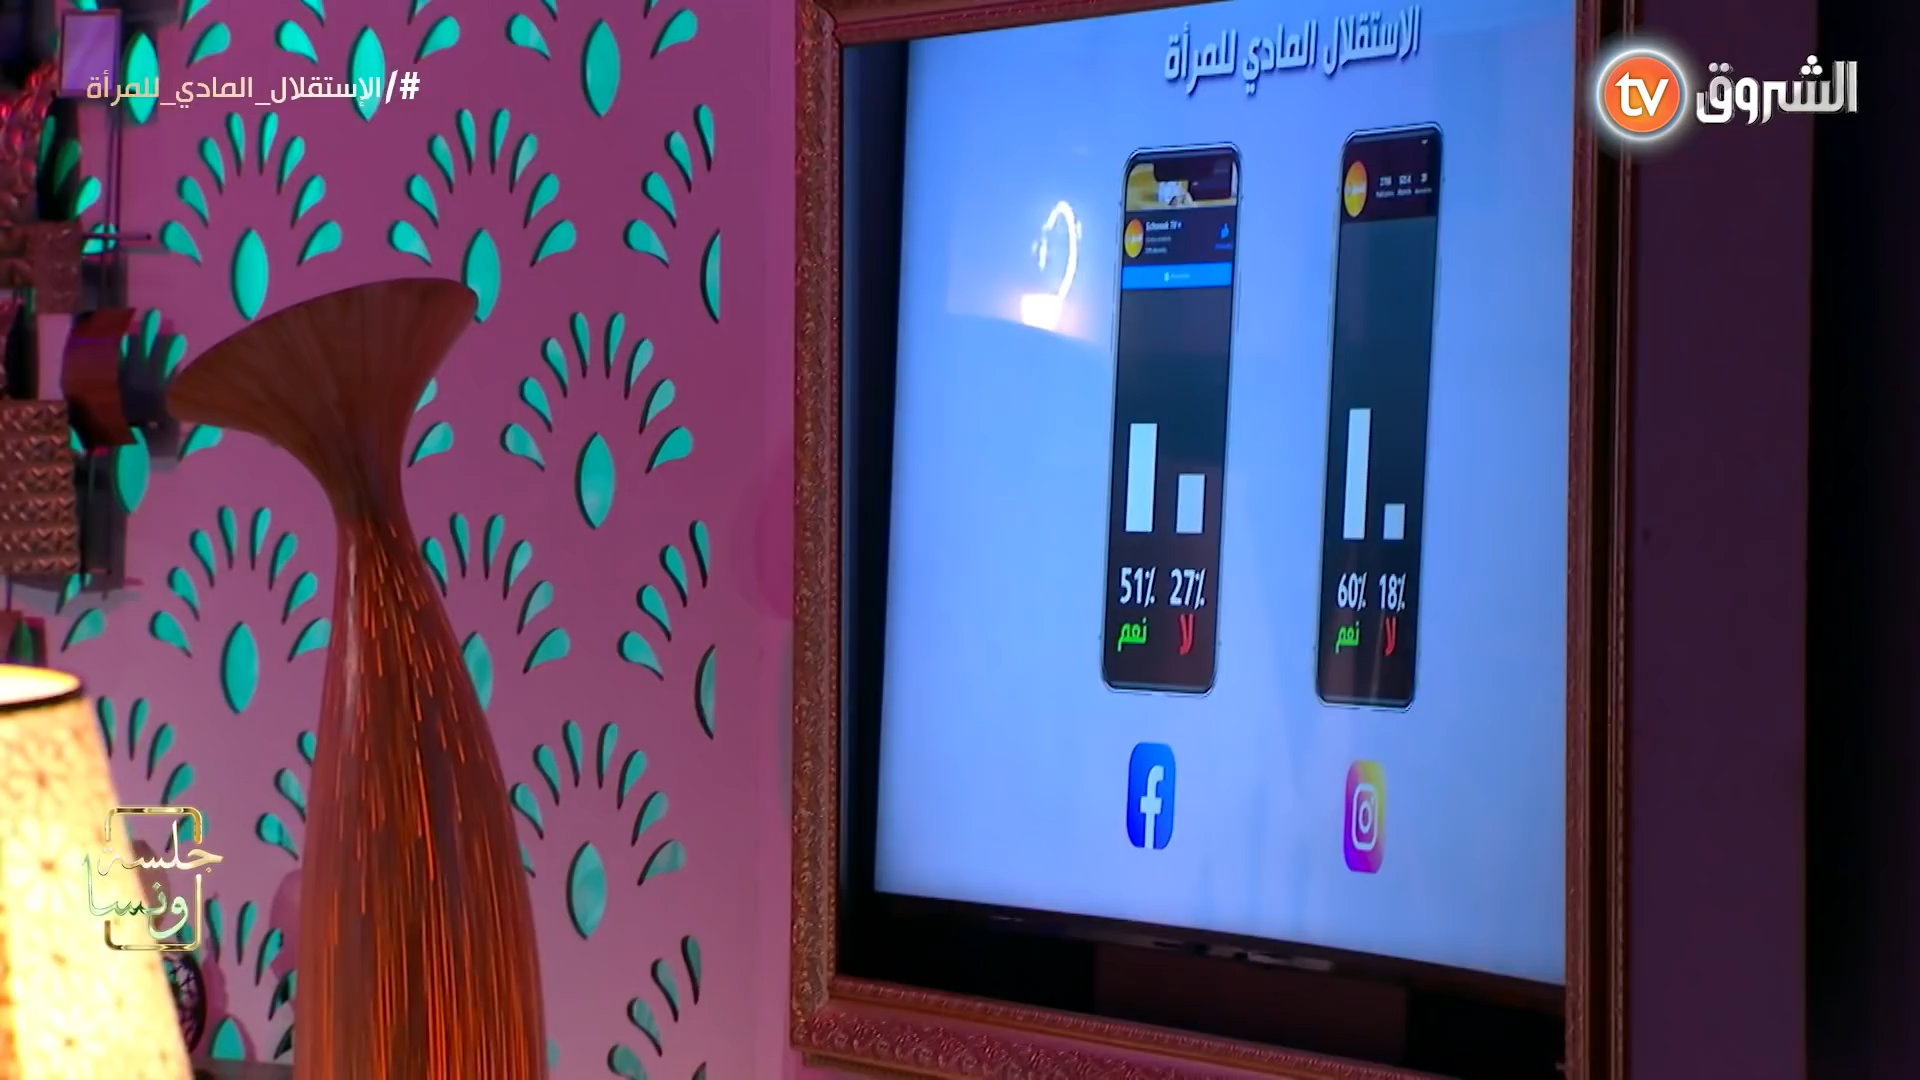 #/الإستقلال_المادي_للمرأة
الشروق tv
الاستقلال المادي للمرأة
51% 27%
نعم لا
60% 18%
نعم لا
جلسة
ونسا